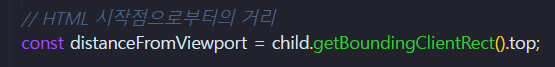 // HTML 시작점으로부터의 거리
const distanceFromViewport = child.getBoundingClientRect().top;